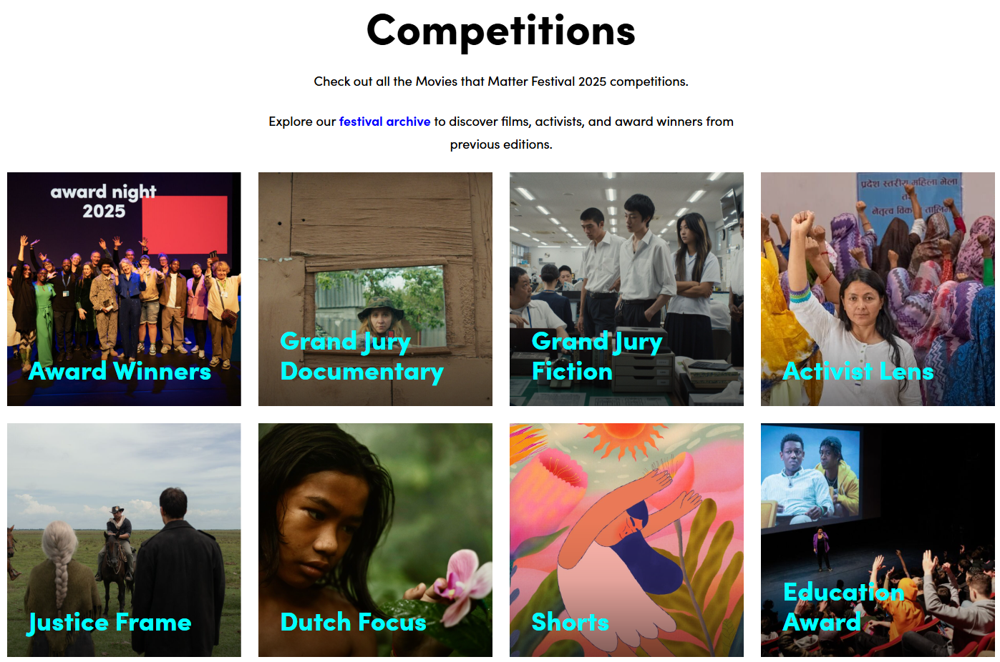 Competitions
Check out all the Movies that Matter Festival 2025 competitions.
Explore our festival archive to discover films, activists, and award winners from
previous editions.
award night
2025
Award Winners
Grand Jury
Documentary
Grand Jury
Fiction
प्रदेश स्तरीय महिला मेला
नेतृत्व विका तालिम
Activist Lens
Justice Frame
Dutch Focus
Shorts
Education
Award